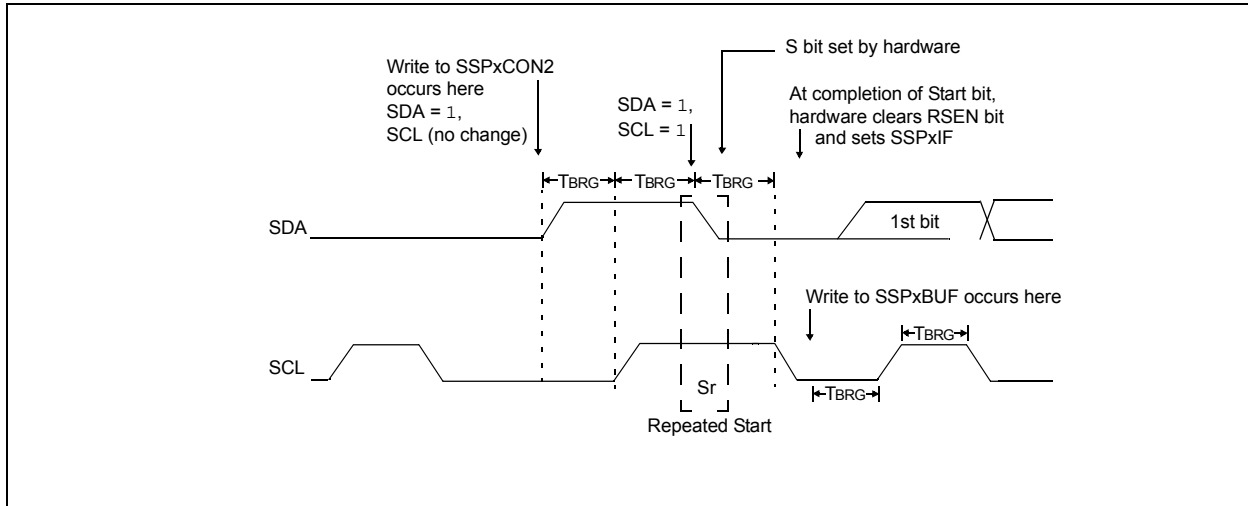 S bit set by hardware
Write to SSPxCON2
occurs here
SDA = 1,
SCL (no change)
SDA = 1,
SCL = 1
At completion of Start bit,
hardware clears RSEN bit
and sets SSPxIF
TBRG TBRG TBRG
SDA
1st bit
Write to SSPxBUF occurs here
TBRG
SCL
Sr
TBRG
Repeated Start